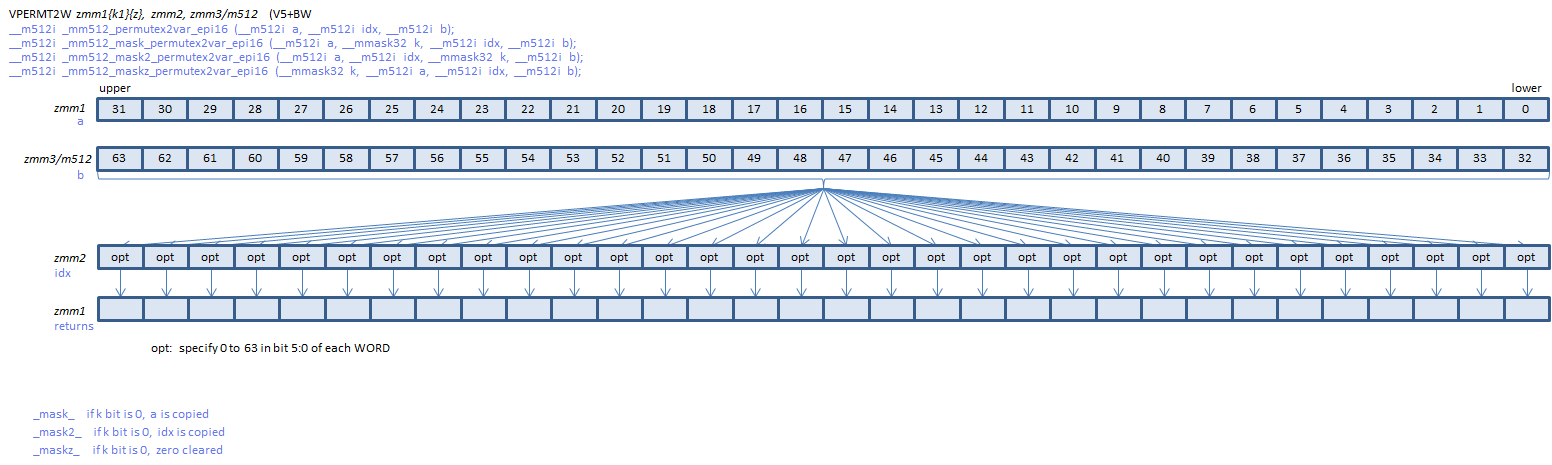 VPERMT2W zmm1{k1}{z}, zmm2, zmm3/m512 (V5+BW
__m512i _mm512_permutex2var_epi16 (__m512i a, __m512i idx, __m512i b);
__m512i _mm512_mask_permutex2var_epi16 (__m512i a, __mmask32 k, __m512i idx, __m512i b);
__m512i _mm512_mask2_permutex2var_epi16 (__m512i a, __m512i idx, __mmask32 k, __m512i b);
__m512i _mm512_maskz_permutex2var_epi16 (__mmask32 k, __m512i a, __m512i idx, __m512i b);
upper lower
zmm1 31 30 29 28 27 26 25 24 23 22 21 20 19 18 17 16 15 14 13 12 11 10 9 8 7 6 5 4 3 2 1 0
a
zmm3/m512 63 62 61 60 59 58 57 56 55 54 53 52 51 50 49 48 47 46 45 44 43 42 41 40 39 38 37 36 35 34 33 32
b
zmm2 opt opt opt opt opt opt opt opt opt opt opt opt opt opt opt opt opt opt opt opt opt opt opt opt opt opt opt opt opt opt opt opt
idx
zmm1
returns
opt: specify 0 to 63 in bit 5:0 of each WORD
_mask_ if k bit is 0, a is copied
_mask2_ if k bit is 0, idx is copied
_maskz_ if k bit is 0, zero cleared